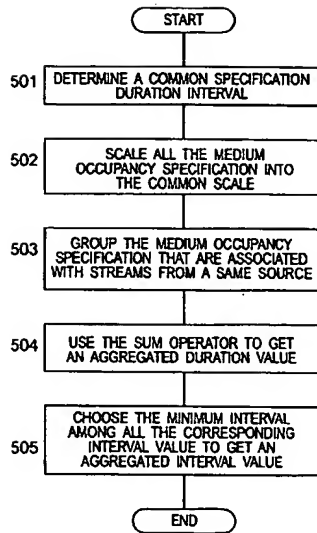 START
501
DETERMINE A COMMON SPECIFICATION
DURATION INTERVAL
502
SCALE ALL THE MEDIUM
OCCUPANCY SPECIFICATION INTO
THE COMMON SCALE
503
GROUP THE MEDIUM OCCUPANCY
SPECIFICATION THAT ARE ASSOCIATED
WITH STREAMS FROM A SAME SOURCE
504
USE THE SUM OPERATOR TO GET
AN AGGREGATED DURATION VALUE
505
CHOOSE THE MINIMUM INTERVAL
AMONG ALL THE CORRESPONDING
INTERVAL VALUE TO GET AN
AGGREGATED INTERVAL VALUE
END